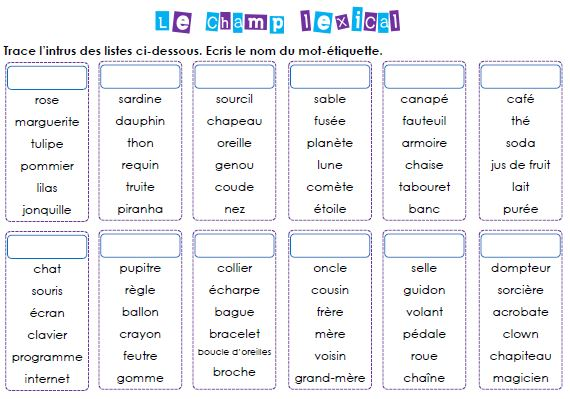 Le champ lexical
Trace l'intrus des listes ci-dessous. Ecris le nom du mot-étiquette.
rose
marguerite
tulipe
pommier
lilas
jonquille
sardine
dauphin
thon
requin
truite
piranha
sourcil
chapeau
oreille
genou
coude
nez
sable
fusée
planète
lune
comète
étoile
canapé
fauteuil
armoire
chaise
tabouret
banc
café
thé
soda
jus de fruit
lait
purée
chat
souris
écran
clavier
programme
internet
pupitre
règle
ballon
crayon
feutre
gomme
collier
écharpe
bague
bracelet
boucle d'oreilles
broche
oncle
cousin
frère
mère
voisin
grand-mère
selle
guidon
volant
pédale
roue
chaîne
dompteur
sorcière
acrobate
clown
chapiteau
magicien